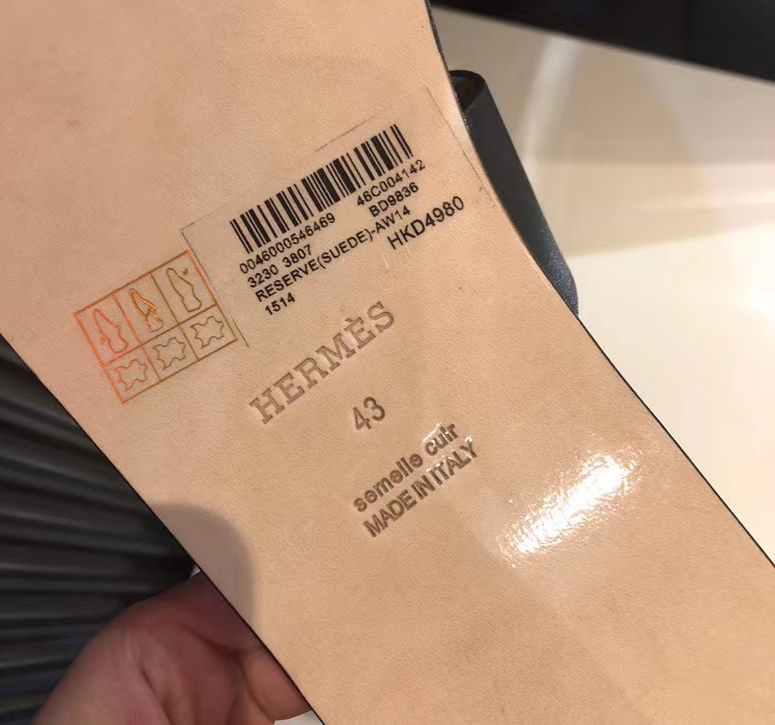 0046000546469 46C004142
3230 3807 BD9836
RESERVE(SUEDE)-AW14
1514 HKD4980
HERMÈS
43
semelle cuir
MADE IN ITALY